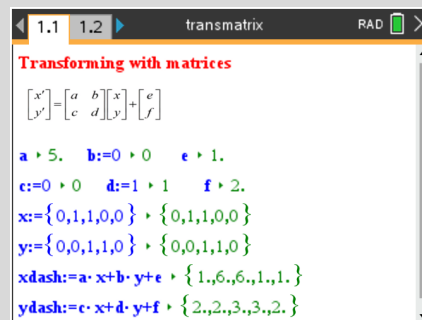 1.1 1.2 transmatrix RAD
Transforming with matrices
[x' y']=[a b c d][x y]+[e f]
a ▸ 5. b:=0 ▸ 0 e ▸ 1.
c:=0 ▸ 0 d:=1 ▸ 1 f ▸ 2.
x:={0,1,1,0,0} ▸ {0,1,1,0,0}
y:={0,0,1,1,0} ▸ {0,0,1,1,0}
xdash:=a·x+b·y+e ▸ {1.,6.,6.,1.,1.}
ydash:=c·x+d·y+f ▸ {2.,2.,3.,3.,2.}